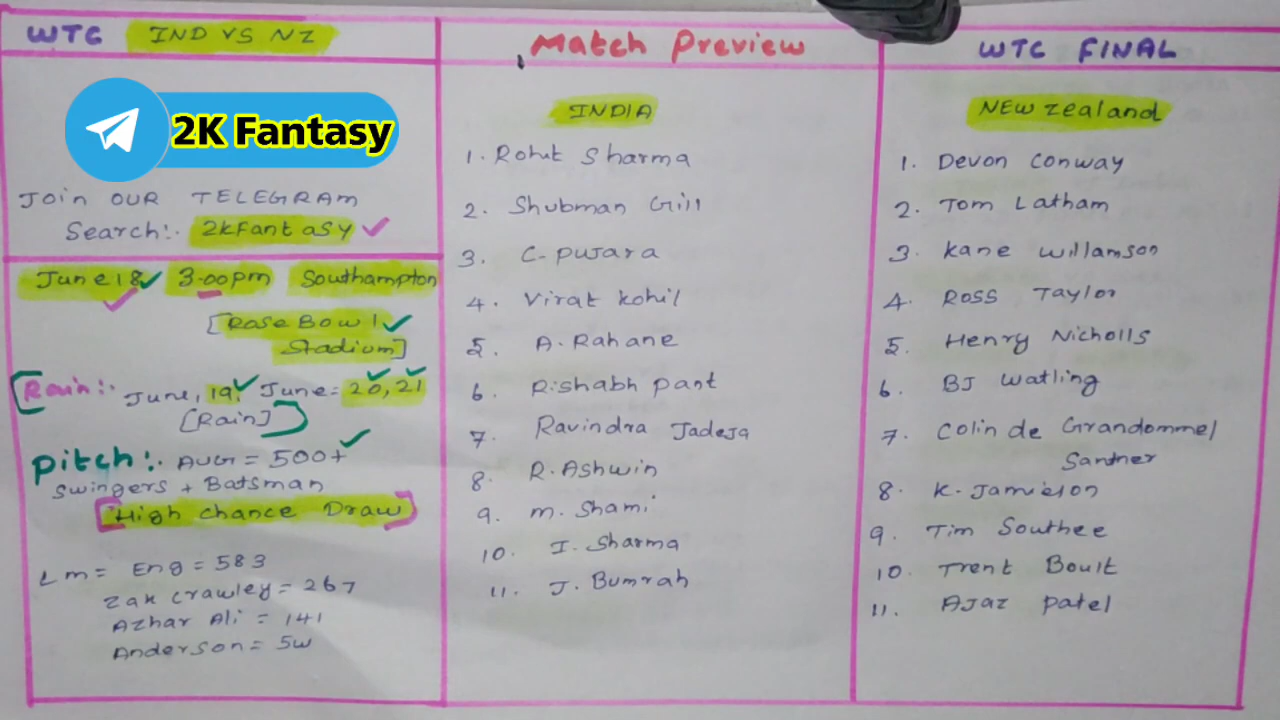 WTC IND VS NZ
2K Fantasy
Join OUR TELEGRAM
Search:. 2kFantasy
June 18 3.00pm Southampton
[Rose Bowl
Stadium]
[Rain:. June, 19, June = 20, 21
[Rain]
Pitch:. AUG = 500+
Swingers + Batsman
[High chance Draw]
Lm = Eng = 583
Zak Crawley = 267
Azhar Ali = 141
Anderson = 5w
Match Preview
INDIA
1. Rohit Sharma
2. Shubman Gill
3. C. pujara
4. Virat kohil
5. A. Rahane
6. Rishabh pant
7. Ravindra Jadeja
8. R. Ashwin
9. m. Shami
10. I. Sharma
11. J. Bumrah
WTC FINAL
NEW Zealand
1. Devon Conway
2. Tom Latham
3. Kane Willamson
4. Ross Taylor
5. Henry Nicholls
6. BJ Watling
7. Colin de Grandommel
Santner
8. K. Jamieson
9. Tim Southee
10. Trent Boult
11. AJaz patel